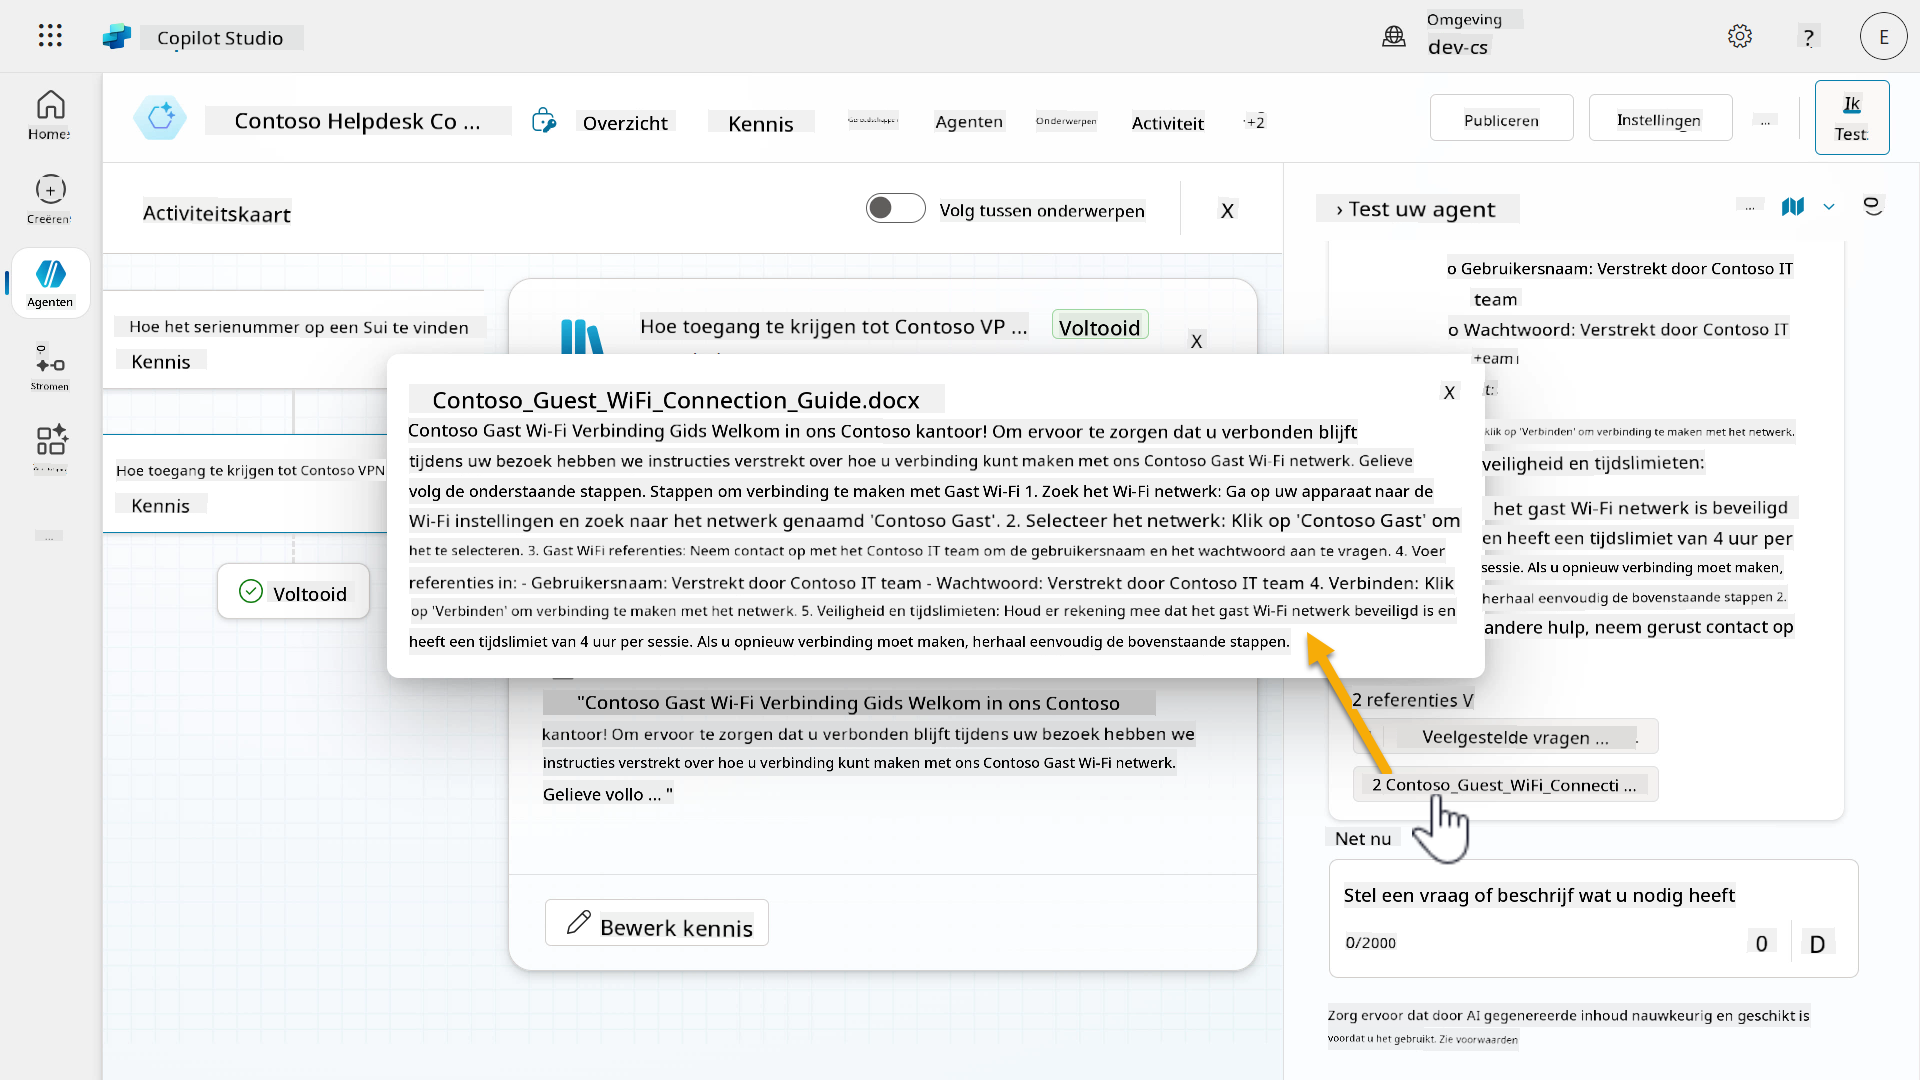 Copilot Studio
Omgeving
dev-cs
?
E
Home
Creëren
Agenten
Stromen
...
Contoso Helpdesk Co ...
Overzicht
Kennis
Agenten
Onderwerpen
Activiteit
+2
Publiceren
Instellingen
...
Ik
Test
Activiteitskaart
Volg tussen onderwerpen
X
Hoe het serienummer op een Sui te vinden
Kennis
Hoe toegang te krijgen tot Contoso VPN
Kennis
Voltooid
Hoe toegang te krijgen tot Contoso VP ...
Voltooid
X
Contoso_Guest_WiFi_Connection_Guide.docx
X
Contoso Gast Wi-Fi Verbinding Gids Welkom in ons Contoso kantoor! Om ervoor te zorgen dat u verbonden blijft
tijdens uw bezoek hebben we instructies verstrekt over hoe u verbinding kunt maken met ons Contoso Gast Wi-Fi netwerk. Gelieve
volg de onderstaande stappen. Stappen om verbinding te maken met Gast Wi-Fi 1. Zoek het Wi-Fi netwerk: Ga op uw apparaat naar de
Wi-Fi instellingen en zoek naar het netwerk genaamd 'Contoso Gast'. 2. Selecteer het netwerk: Klik op 'Contoso Gast' om
het te selecteren. 3. Gast WiFi referenties: Neem contact op met het Contoso IT team om de gebruikersnaam en het wachtwoord aan te vragen. 4. Voer
referenties in: - Gebruikersnaam: Verstrekt door Contoso IT team - Wachtwoord: Verstrekt door Contoso IT team 4. Verbinden: Klik
op 'Verbinden' om verbinding te maken met het netwerk. 5. Veiligheid en tijdslimieten: Houd er rekening mee dat het gast Wi-Fi netwerk beveiligd is en
heeft een tijdslimiet van 4 uur per sessie. Als u opnieuw verbinding moet maken, herhaal eenvoudig de bovenstaande stappen.
"Contoso Gast Wi-Fi Verbinding Gids Welkom in ons Contoso
kantoor! Om ervoor te zorgen dat u verbonden blijft tijdens uw bezoek hebben we
instructies verstrekt over hoe u verbinding kunt maken met ons Contoso Gast Wi-Fi netwerk.
Gelieve vollo ... "
Bewerk kennis
› Test uw agent
...
o Gebruikersnaam: Verstrekt door Contoso IT
team
o Wachtwoord: Verstrekt door Contoso IT
team
klik op 'Verbinden' om verbinding te maken met het netwerk.
veiligheid en tijdslimieten:
het gast Wi-Fi netwerk is beveiligd
en heeft een tijdslimiet van 4 uur per
sessie. Als u opnieuw verbinding moet maken,
herhaal eenvoudig de bovenstaande stappen 2.
andere hulp, neem gerust contact op
2 referenties V
Veelgestelde vragen ...
2 Contoso_Guest_WiFi_Connecti ...
Net nu
Stel een vraag of beschrijf wat u nodig heeft
0/2000
0
D
Zorg ervoor dat door AI gegenereerde inhoud nauwkeurig en geschikt is
voordat u het gebruikt. Zie voorwaarden